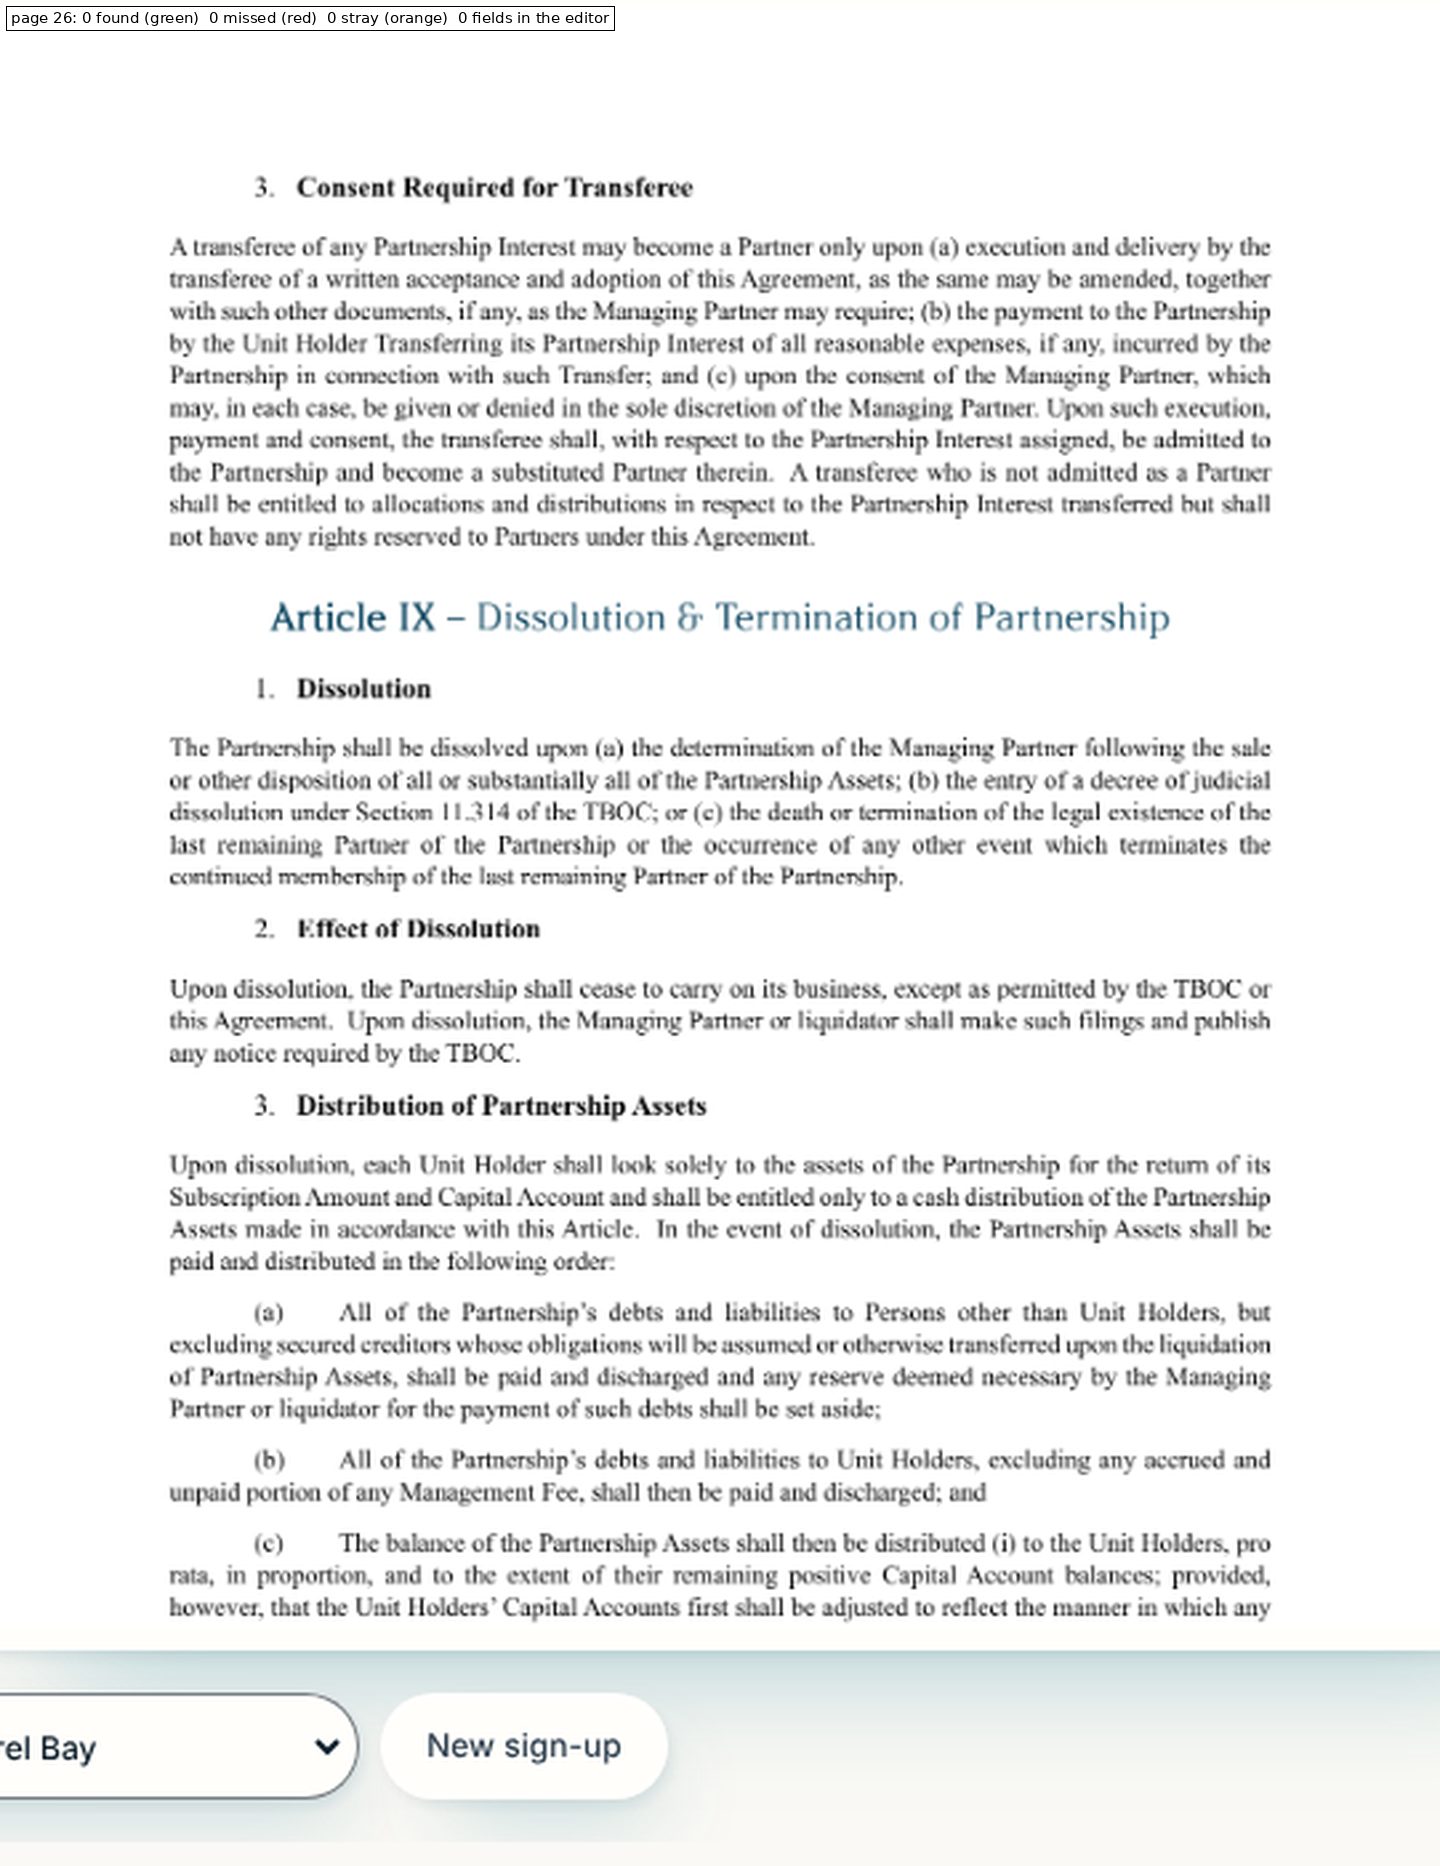 page 26: 0 found (green)  0 missed (red)  0 stray (orange)  0 fields in the editor
3. Consent Required for Transferee
A transferee of any Partnership Interest may become a Partner only upon (a) execution and delivery by the
transferee of a written acceptance and adoption of this Agreement, as the same may be amended, together
with such other documents, if any, as the Managing Partner may require; (b) the payment to the Partnership
by the Unit Holder Transferring its Partnership Interest of all reasonable expenses, if any, incurred by the
Partnership in connection with such Transfer; and (c) upon the consent of the Managing Partner, which
may, in each case, be given or denied in the sole discretion of the Managing Partner. Upon such execution,
payment and consent, the transferee shall, with respect to the Partnership Interest assigned, be admitted to
the Partnership and become a substituted Partner therein.  A transferee who is not admitted as a Partner
shall be entitled to allocations and distributions in respect to the Partnership Interest transferred but shall
not have any rights reserved to Partners under this Agreement.
Article IX – Dissolution & Termination of Partnership
1. Dissolution
The Partnership shall be dissolved upon (a) the determination of the Managing Partner following the sale
or other disposition of all or substantially all of the Partnership Assets; (b) the entry of a decree of judicial
dissolution under Section 11.314 of the TBOC; or (c) the death or termination of the legal existence of the
last remaining Partner of the Partnership or the occurrence of any other event which terminates the
continued membership of the last remaining Partner of the Partnership.
2. Effect of Dissolution
Upon dissolution, the Partnership shall cease to carry on its business, except as permitted by the TBOC or
this Agreement.  Upon dissolution, the Managing Partner or liquidator shall make such filings and publish
any notice required by the TBOC.
3. Distribution of Partnership Assets
Upon dissolution, each Unit Holder shall look solely to the assets of the Partnership for the return of its
Subscription Amount and Capital Account and shall be entitled only to a cash distribution of the Partnership
Assets made in accordance with this Article.  In the event of dissolution, the Partnership Assets shall be
paid and distributed in the following order:
(a) All of the Partnership's debts and liabilities to Persons other than Unit Holders, but
excluding secured creditors whose obligations will be assumed or otherwise transferred upon the liquidation
of Partnership Assets, shall be paid and discharged and any reserve deemed necessary by the Managing
Partner or liquidator for the payment of such debts shall be set aside;
(b) All of the Partnership's debts and liabilities to Unit Holders, excluding any accrued and
unpaid portion of any Management Fee, shall then be paid and discharged; and
(c) The balance of the Partnership Assets shall then be distributed (i) to the Unit Holders, pro
rata, in proportion, and to the extent of their remaining positive Capital Account balances; provided,
however, that the Unit Holders' Capital Accounts first shall be adjusted to reflect the manner in which any
rel Bay
New sign-up